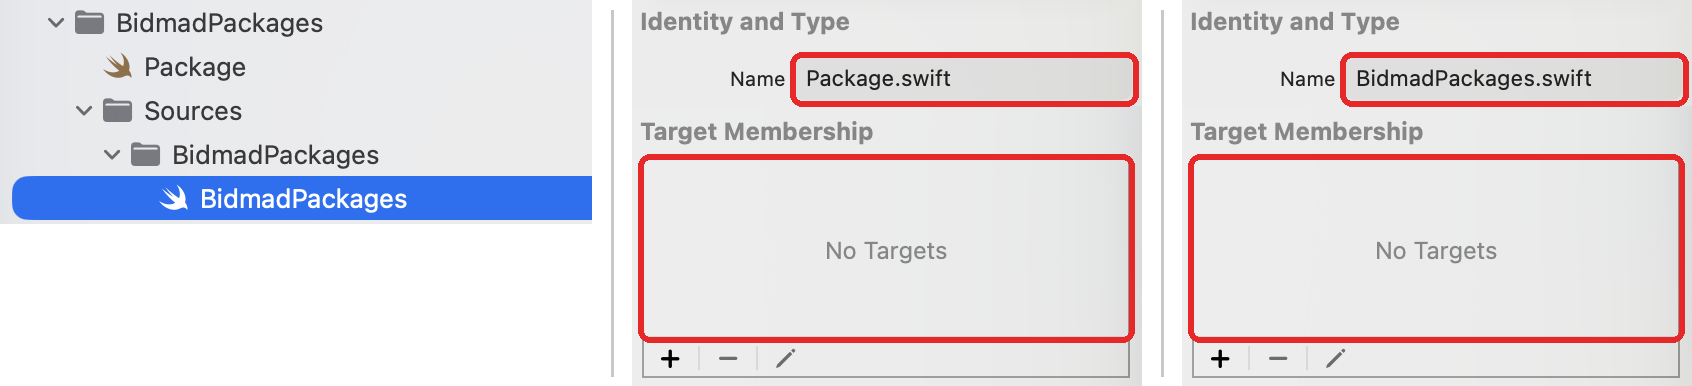 BidmadPackages
Package
Sources
BidmadPackages
BidmadPackages
Identity and Type
Name Package.swift
Target Membership
No Targets
Identity and Type
Name BidmadPackages.swift
Target Membership
No Targets